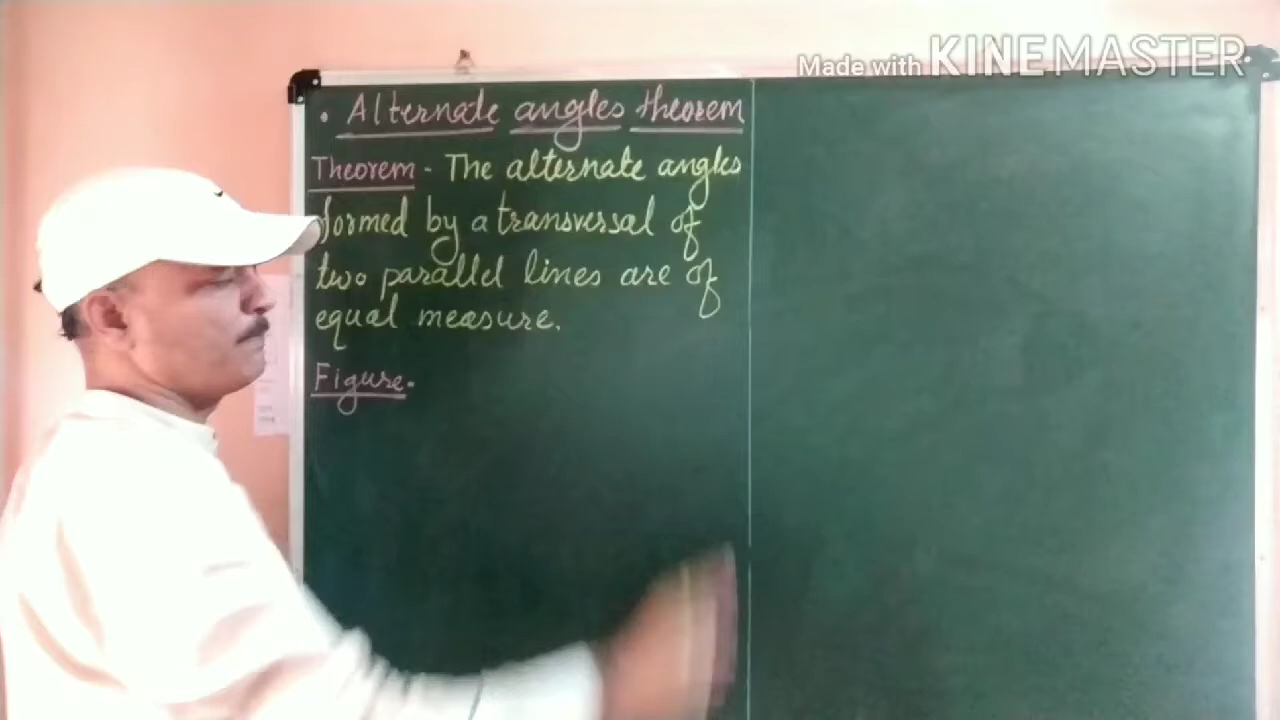 Made with KINEMASTER
• Alternate angles theorem
Theorem - The alternate angles
formed by a transversal of
two parallel lines are of
equal measure.
Figure-